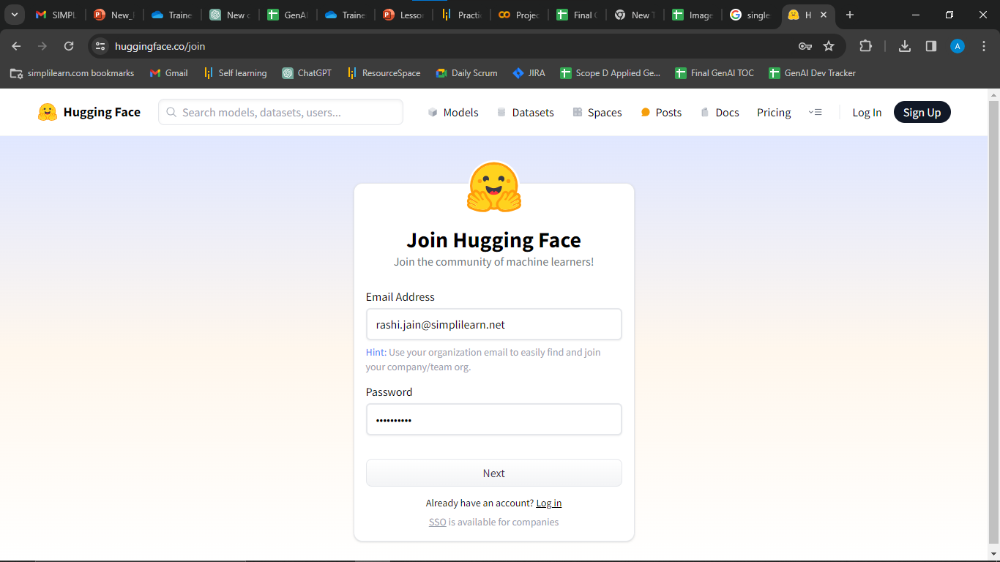 SIMPL New_ Traine New c GenAI Traine Lesso Practi Projec Final New T Image single H
huggingface.co/join A
simplilearn.com bookmarks Gmail Self learning ChatGPT ResourceSpace Daily Scrum JIRA Scope D Applied Ge... Final GenAI TOC GenAI Dev Tracker
Hugging Face Search models, datasets, users... Models Datasets Spaces Posts Docs Pricing Log In Sign Up
Join Hugging Face
Join the community of machine learners!
Email Address
rashi.jain@simplilearn.net
Hint: Use your organization email to easily find and join
your company/team org.
Password
••••••••••
Next
Already have an account? Log in
SSO is available for companies